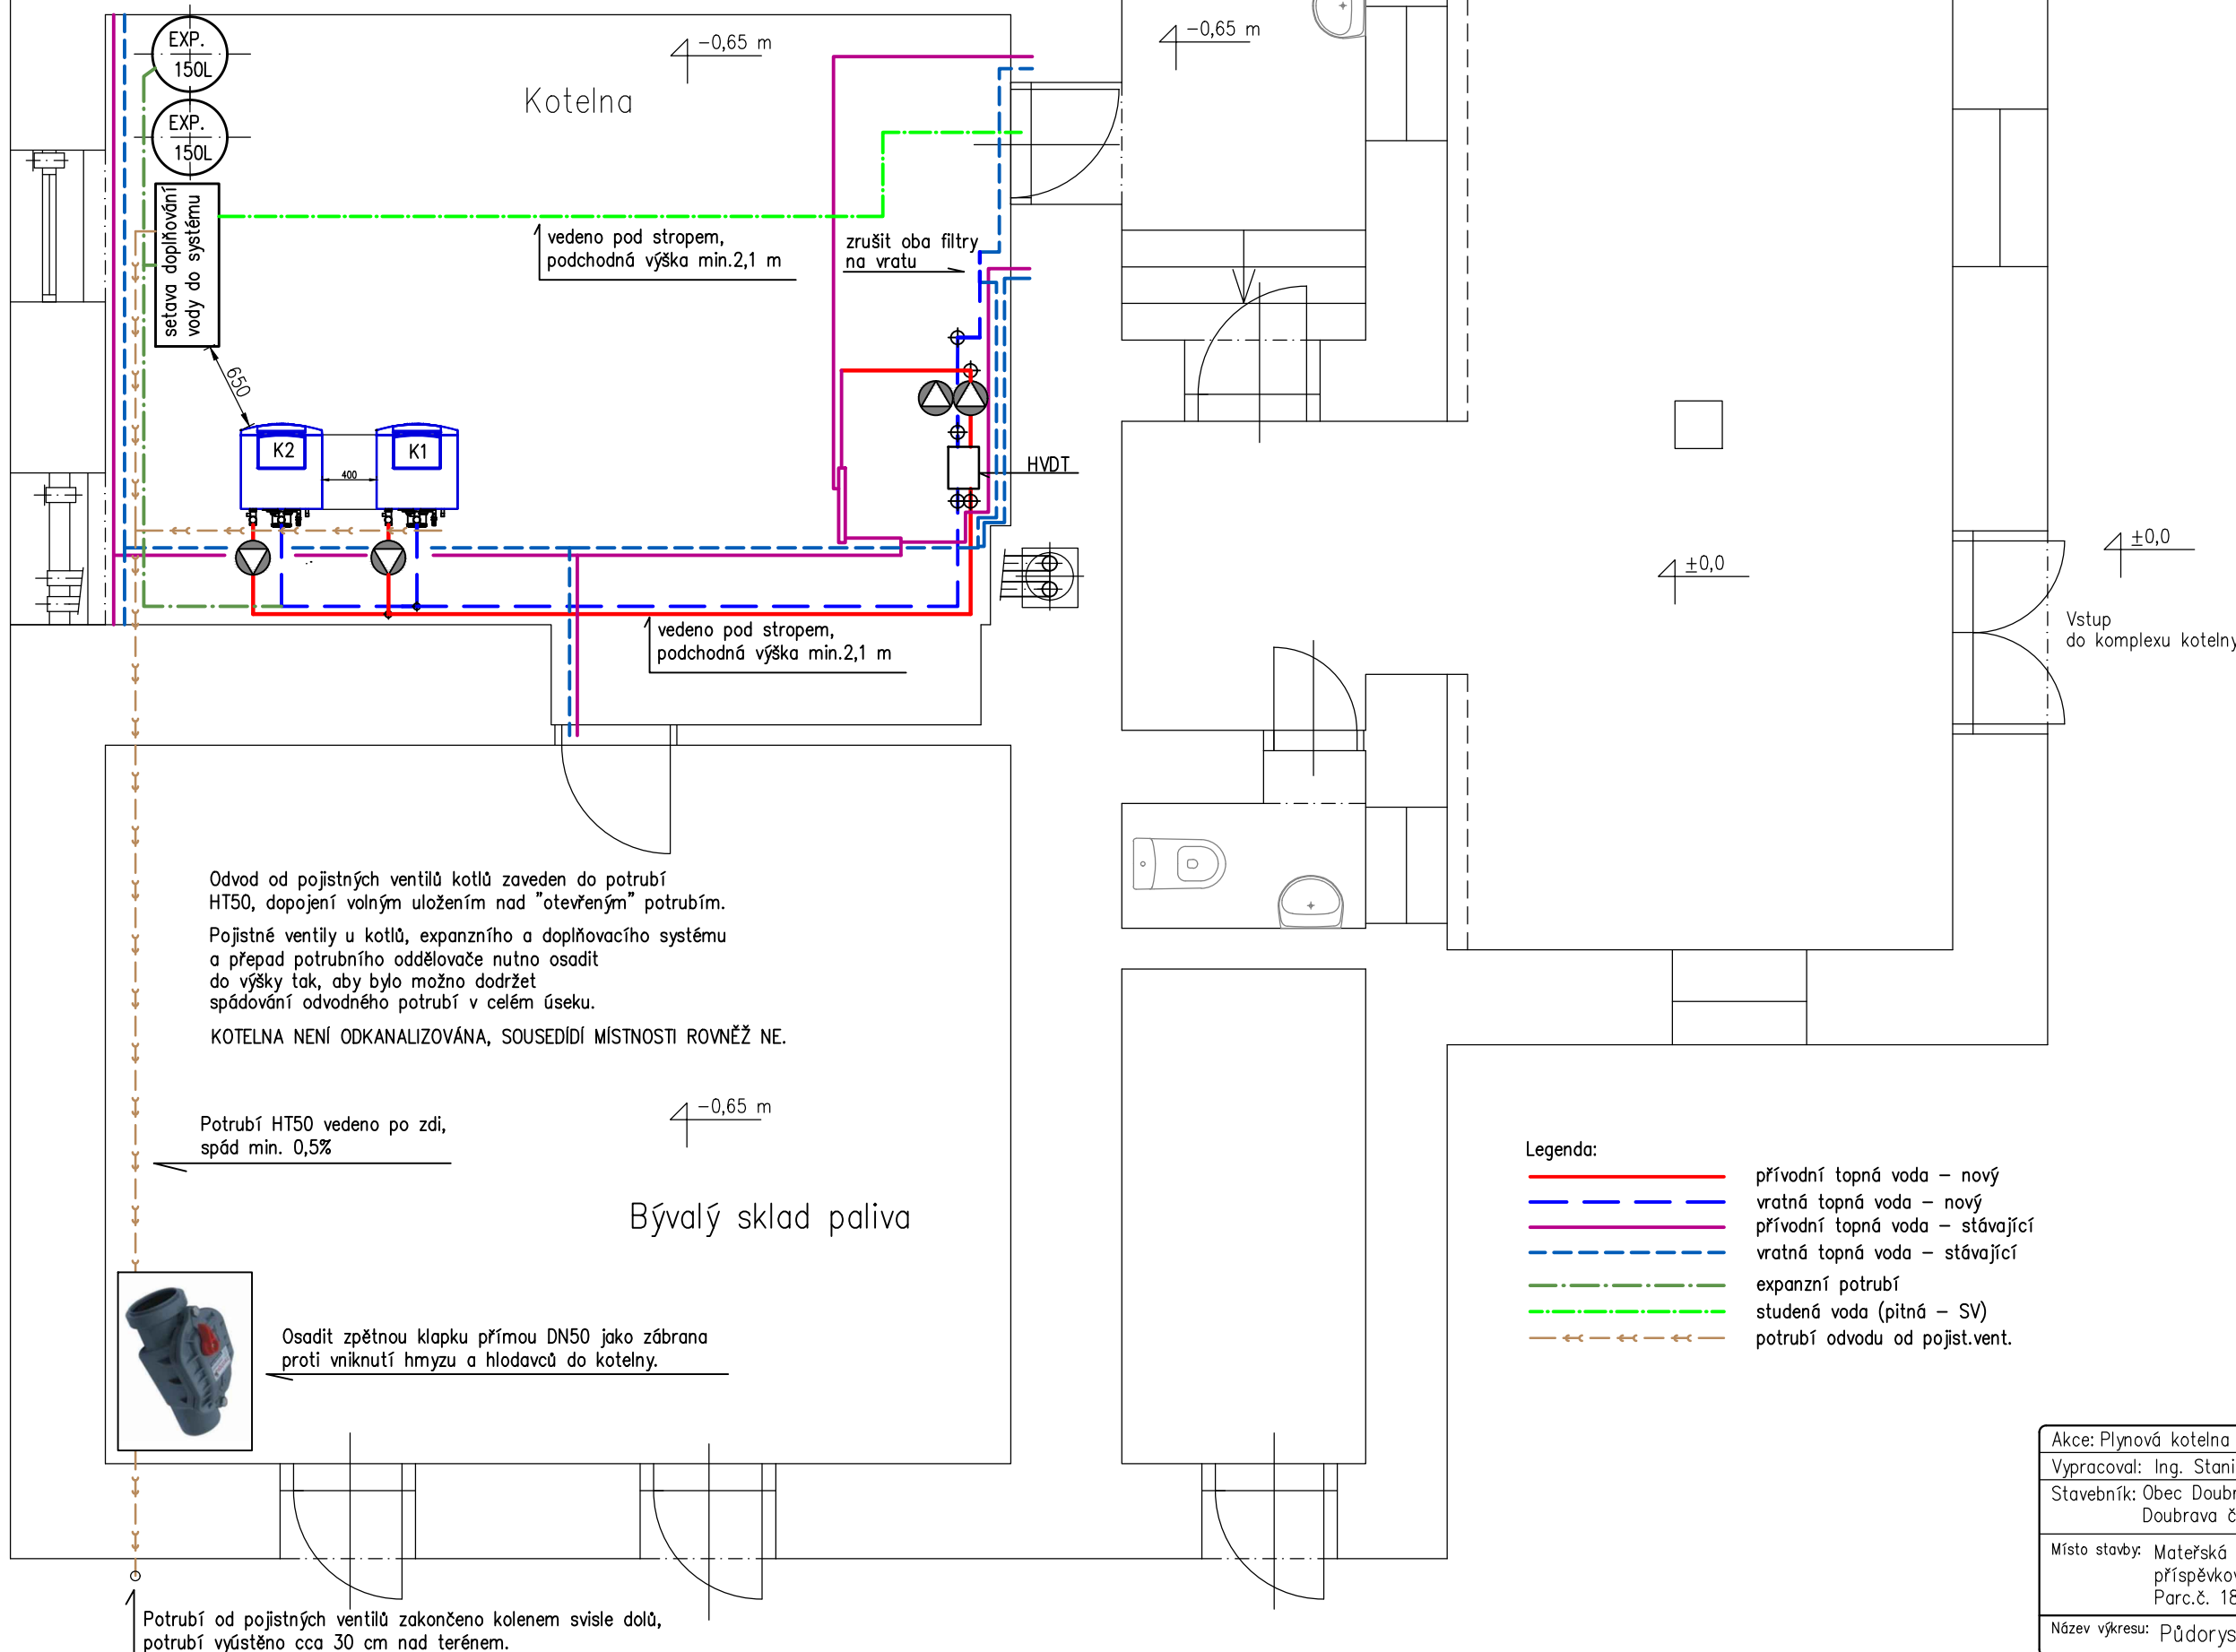 EXP.
150L
EXP.
150L
-0,65 m
-0,65 m
Kotelna
setava doplňování
vody do systému
vedeno pod stropem,
podchodná výška min.2,1 m
zrušit oba filtry
na vratu
650
K2
K1
400
HVDT
±0,0
±0,0
Vstup
do komplexu kotelny
vedeno pod stropem,
podchodná výška min.2,1 m
Odvod od pojistných ventilů kotlů zaveden do potrubí
HT50, dopojení volným uložením nad "otevřeným" potrubím.
Pojistné ventily u kotlů, expanzního a doplňovacího systému
a přepad potrubního oddělovače nutno osadit
do výšky tak, aby bylo možno dodržet
spádování odvodného potrubí v celém úseku.
KOTELNA NENÍ ODKANALIZOVÁNA, SOUSEDÍDÍ MÍSTNOSTI ROVNĚŽ NE.
-0,65 m
Potrubí HT50 vedeno po zdi,
spád min. 0,5%
Bývalý sklad paliva
Osadit zpětnou klapku přímou DN50 jako zábrana
proti vniknutí hmyzu a hlodavců do kotelny.
Potrubí od pojistných ventilů zakončeno kolenem svisle dolů,
potrubí vyústěno cca 30 cm nad terénem.
Legenda:
přívodní topná voda – nový
vratná topná voda – nový
přívodní topná voda – stávající
vratná topná voda – stávající
expanzní potrubí
studená voda (pitná – SV)
potrubí odvodu od pojist.vent.
Akce: Plynová kotelna
Vypracoval: Ing. Stani
Stavebník: Obec Doubr
Doubrava č
Místo stavby: Mateřská
příspěvkov
Parc.č. 18
Název výkresu: Půdorys